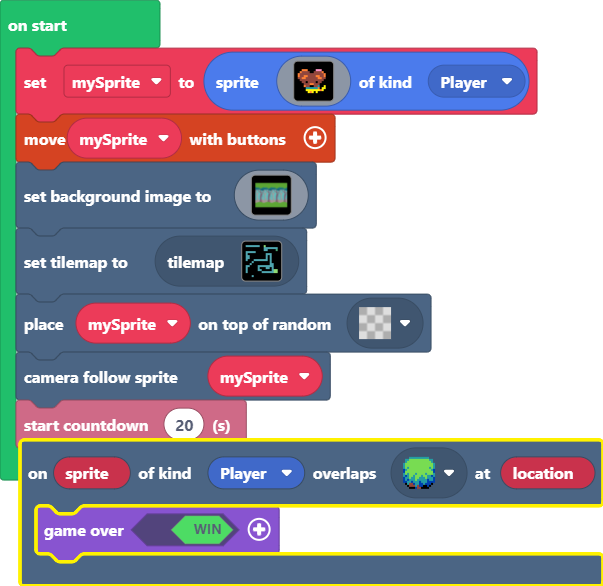 on start
set mySprite to sprite of kind Player
move mySprite with buttons
set background image to
set tilemap to tilemap
place mySprite on top of random
camera follow sprite mySprite
start countdown 20 (s)
on sprite of kind Player overlaps at location
game over WIN